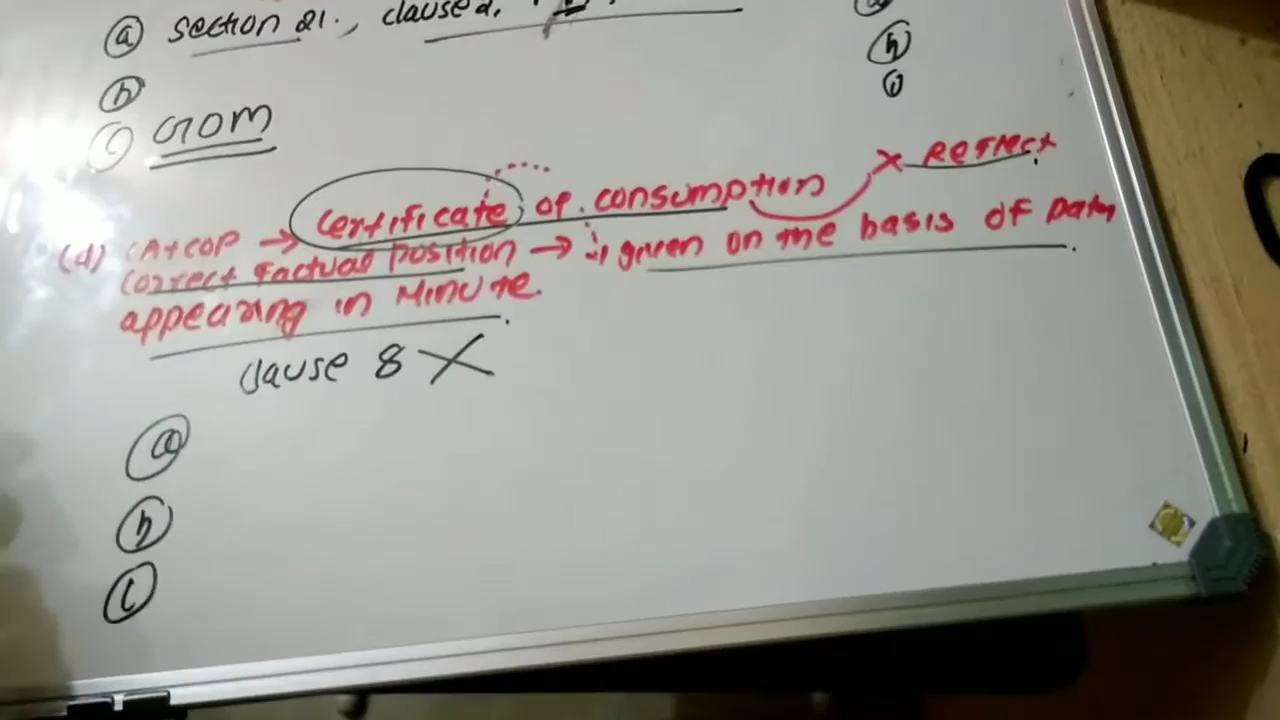 (a) section 21., clause 2.
(b)
(c) GOM
(d) CA+COP → certificate of consumption × Reflect
correct factual position → given on the basis of Data
appearing in Minute.
clause 8 X
(a)
(b)
(c)